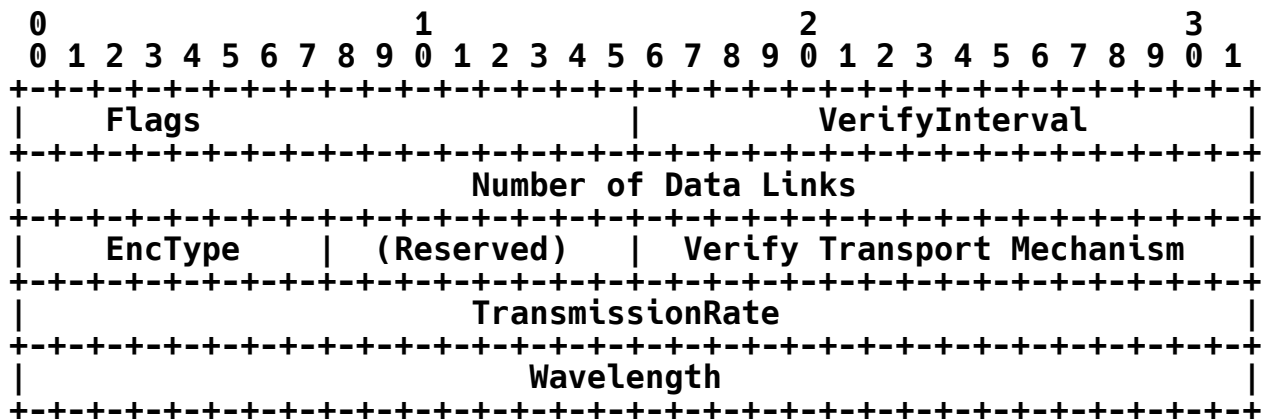 0                   1                   2                   3
 0 1 2 3 4 5 6 7 8 9 0 1 2 3 4 5 6 7 8 9 0 1 2 3 4 5 6 7 8 9 0 1
+-+-+-+-+-+-+-+-+-+-+-+-+-+-+-+-+-+-+-+-+-+-+-+-+-+-+-+-+-+-+-+-+
|    Flags                      |         VerifyInterval        |
+-+-+-+-+-+-+-+-+-+-+-+-+-+-+-+-+-+-+-+-+-+-+-+-+-+-+-+-+-+-+-+-+
|                       Number of Data Links                    |
+-+-+-+-+-+-+-+-+-+-+-+-+-+-+-+-+-+-+-+-+-+-+-+-+-+-+-+-+-+-+-+-+
|    EncType    |  (Reserved)   |  Verify Transport Mechanism   |
+-+-+-+-+-+-+-+-+-+-+-+-+-+-+-+-+-+-+-+-+-+-+-+-+-+-+-+-+-+-+-+-+
|                       TransmissionRate                        |
+-+-+-+-+-+-+-+-+-+-+-+-+-+-+-+-+-+-+-+-+-+-+-+-+-+-+-+-+-+-+-+-+
|                          Wavelength                           |
+-+-+-+-+-+-+-+-+-+-+-+-+-+-+-+-+-+-+-+-+-+-+-+-+-+-+-+-+-+-+-+-+